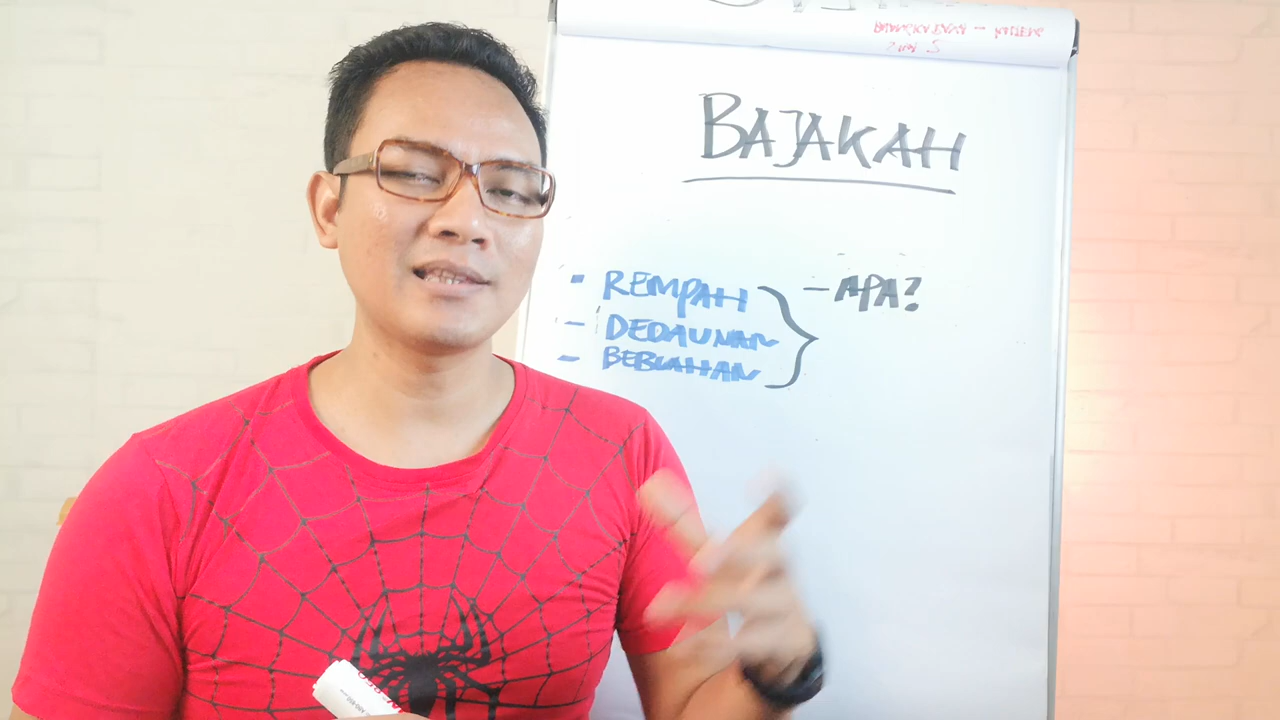 BAJAKAH
- REMPAH
- DEDAUNAN
- BEBUAHAN
- APA?